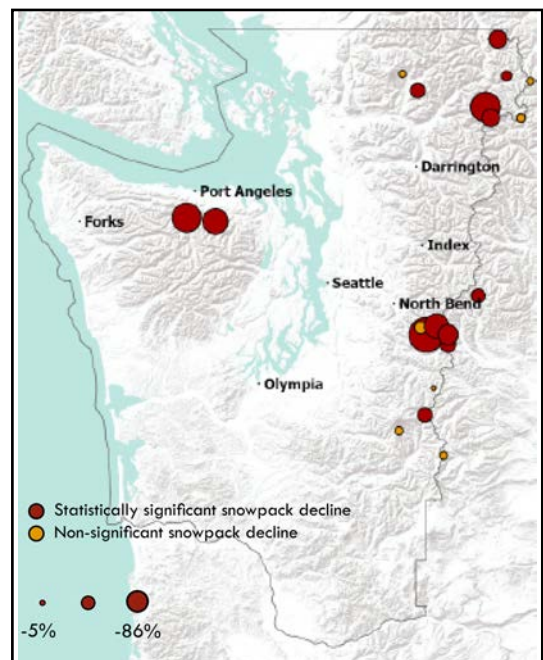 Darrington
Port Angeles
Forks
Index
Seattle
North Bend
Olympia
Statistically significant snowpack decline
Non-significant snowpack decline
-5% -86%